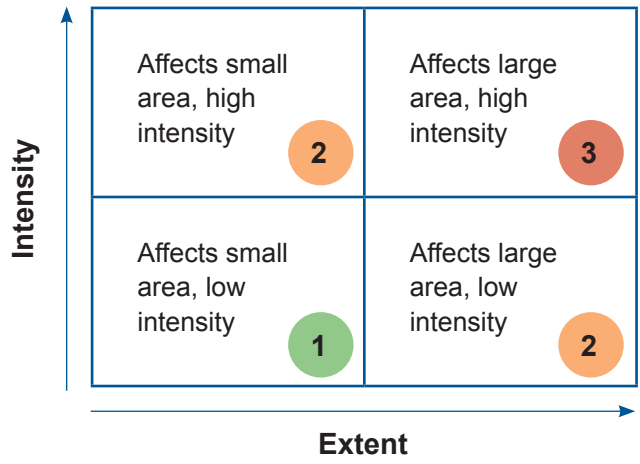 Intensity
Affects small
area, high
intensity
2
Affects large
area, high
intensity
3
Affects small
area, low
intensity
1
Affects large
area, low
intensity
2
Extent